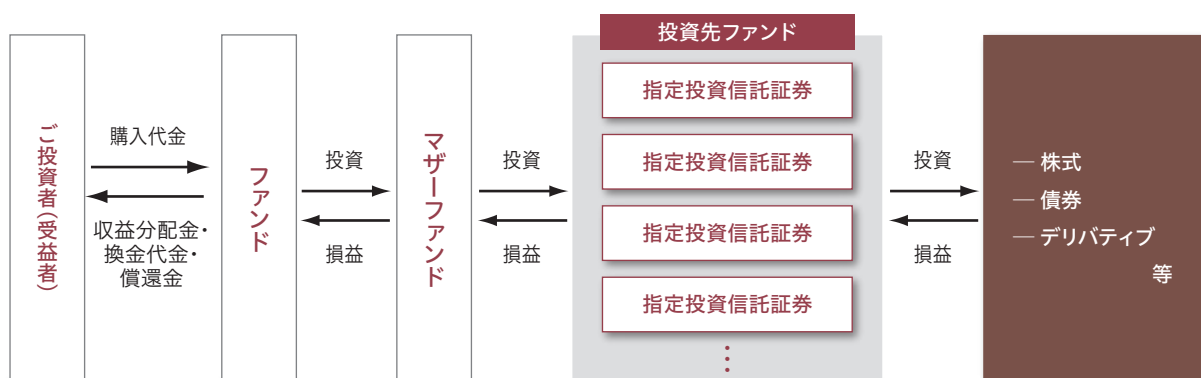 ご投資者(受益者)
購入代金
収益分配金・
換金代金・
償還金
ファンド
投資
損益
マザーファンド
投資
損益
投資先ファンド
指定投資信託証券
指定投資信託証券
指定投資信託証券
指定投資信託証券
⋮
投資
損益
― 株式
― 債券
― デリバティブ
等